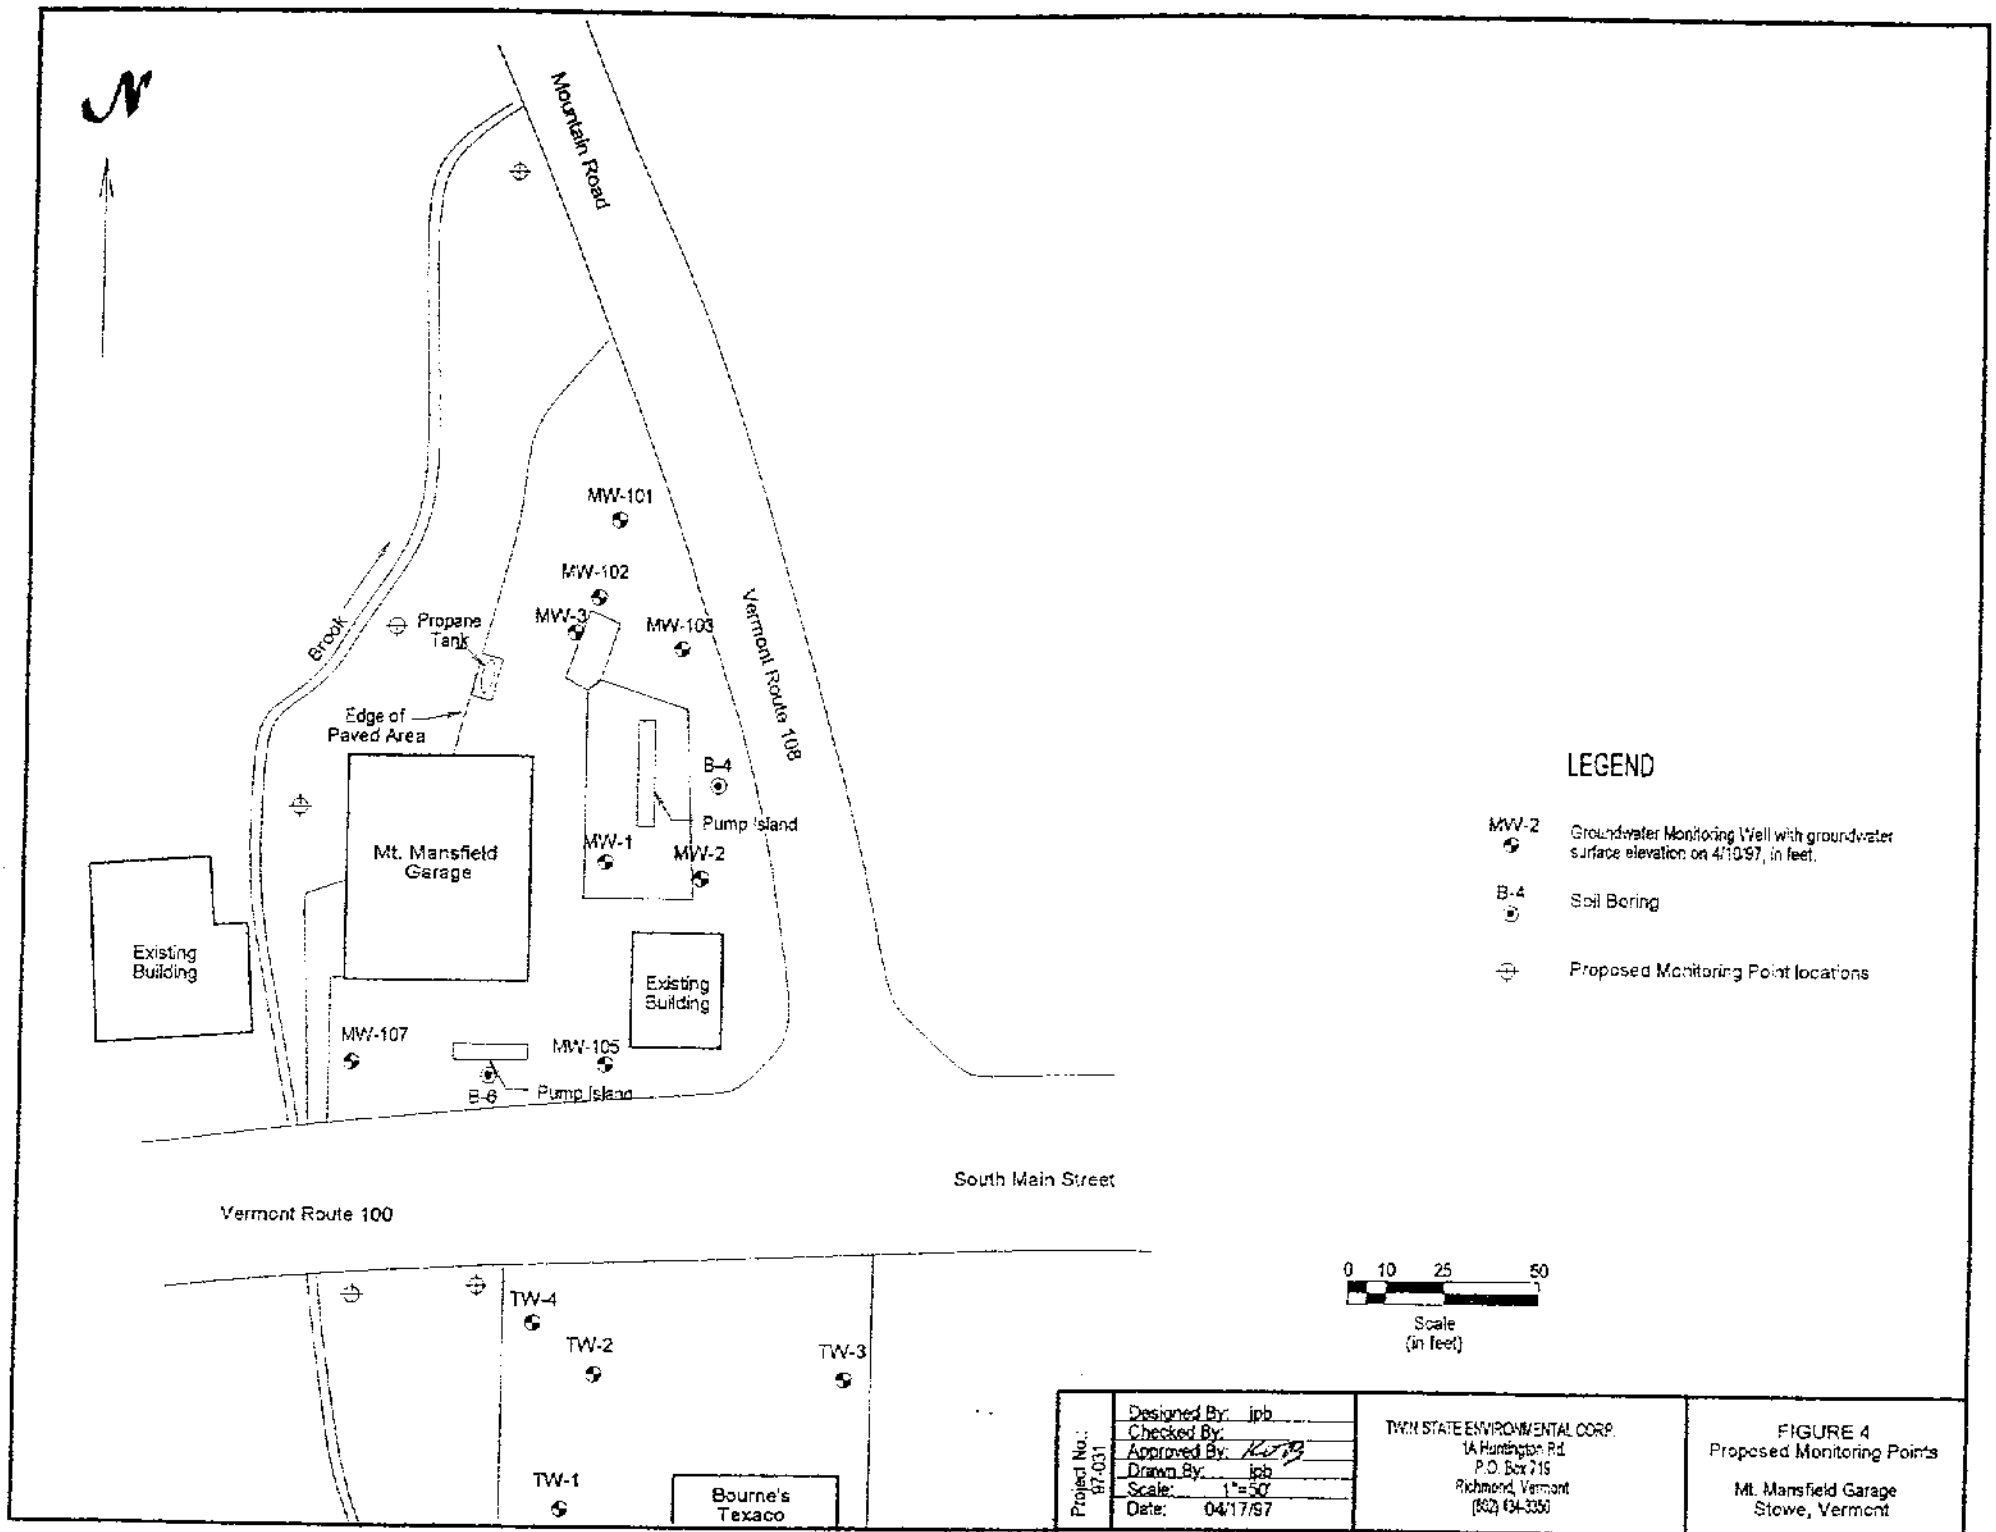 N
Mountain Road
MW-101
MW-102
MW-3
MW-103
Propane
Tank
Brook
Vermont Route 108
Edge of
Paved Area
B-4
Pump Island
MW-1
MW-2
Mt. Mansfield
Garage
Existing
Building
Existing
Building
MW-107
MW-105
B-6
Pump Island
South Main Street
Vermont Route 100
TW-4
TW-2
TW-3
TW-1
Bourne's
Texaco
LEGEND
MW-2
Groundwater Monitoring Well with groundwater
surface elevation on 4/10/97, in feet.
B-4
Soil Boring
Proposed Monitoring Point locations
0 10 25 50
Scale
(in feet)
Project No.:
97-031
Designed By: jpb
Checked By:
Approved By:
Drawn By: jpb
Scale: 1"=50'
Date: 04/17/97
TWIN STATE ENVIRONMENTAL CORP.
1A Huntington Rd.
P.O. Box 719
Richmond, Vermont
(802) 434-3350
FIGURE 4
Proposed Monitoring Points
Mt. Mansfield Garage
Stowe, Vermont